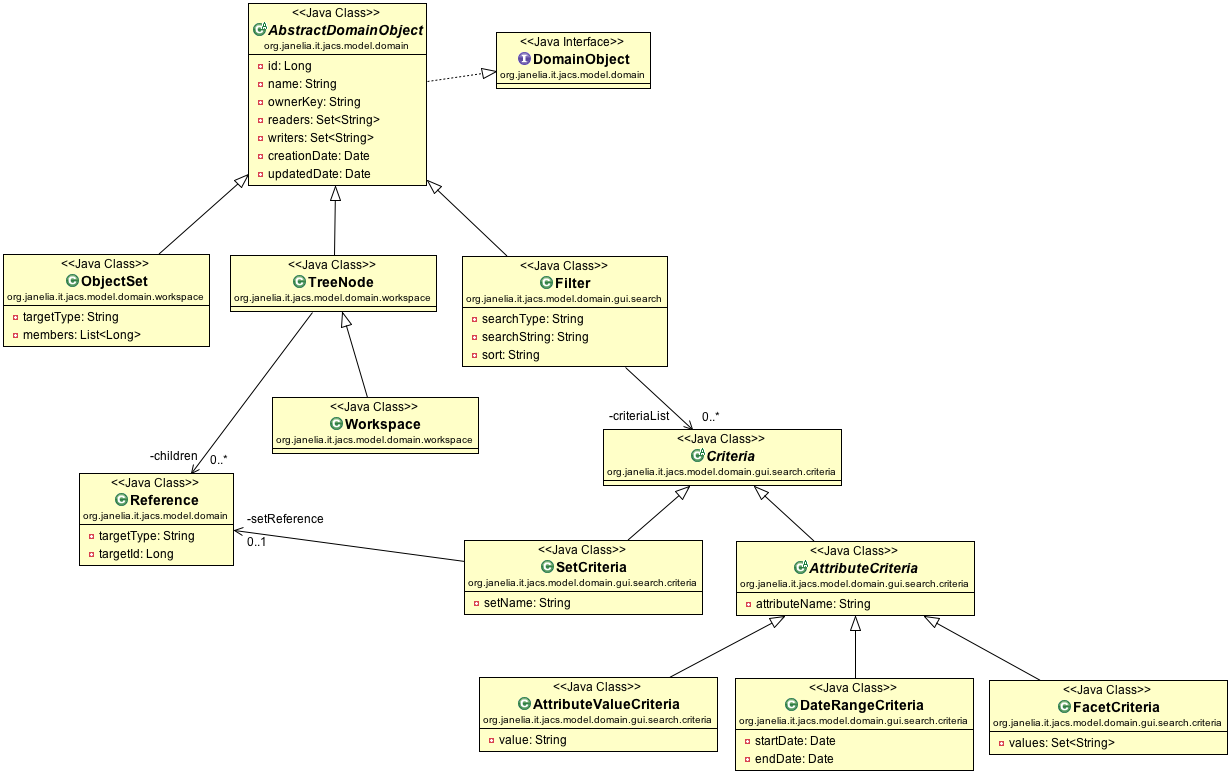 <<Java Class>>
AbstractDomainObject
org.janelia.it.jacs.model.domain
id: Long
name: String
ownerKey: String
readers: Set<String>
writers: Set<String>
creationDate: Date
updatedDate: Date
<<Java Interface>>
DomainObject
org.janelia.it.jacs.model.domain
<<Java Class>>
ObjectSet
org.janelia.it.jacs.model.domain.workspace
targetType: String
members: List<Long>
<<Java Class>>
TreeNode
org.janelia.it.jacs.model.domain.workspace
<<Java Class>>
Filter
org.janelia.it.jacs.model.domain.gui.search
searchType: String
searchString: String
sort: String
<<Java Class>>
Workspace
org.janelia.it.jacs.model.domain.workspace
-criteriaList 0..*
<<Java Class>>
Criteria
org.janelia.it.jacs.model.domain.gui.search.criteria
-children 0..*
<<Java Class>>
Reference
org.janelia.it.jacs.model.domain
targetType: String
targetId: Long
-setReference
0..1
<<Java Class>>
SetCriteria
org.janelia.it.jacs.model.domain.gui.search.criteria
setName: String
<<Java Class>>
AttributeCriteria
org.janelia.it.jacs.model.domain.gui.search.criteria
attributeName: String
<<Java Class>>
AttributeValueCriteria
org.janelia.it.jacs.model.domain.gui.search.criteria
value: String
<<Java Class>>
DateRangeCriteria
org.janelia.it.jacs.model.domain.gui.search.criteria
startDate: Date
endDate: Date
<<Java Class>>
FacetCriteria
org.janelia.it.jacs.model.domain.gui.search.criteria
values: Set<String>